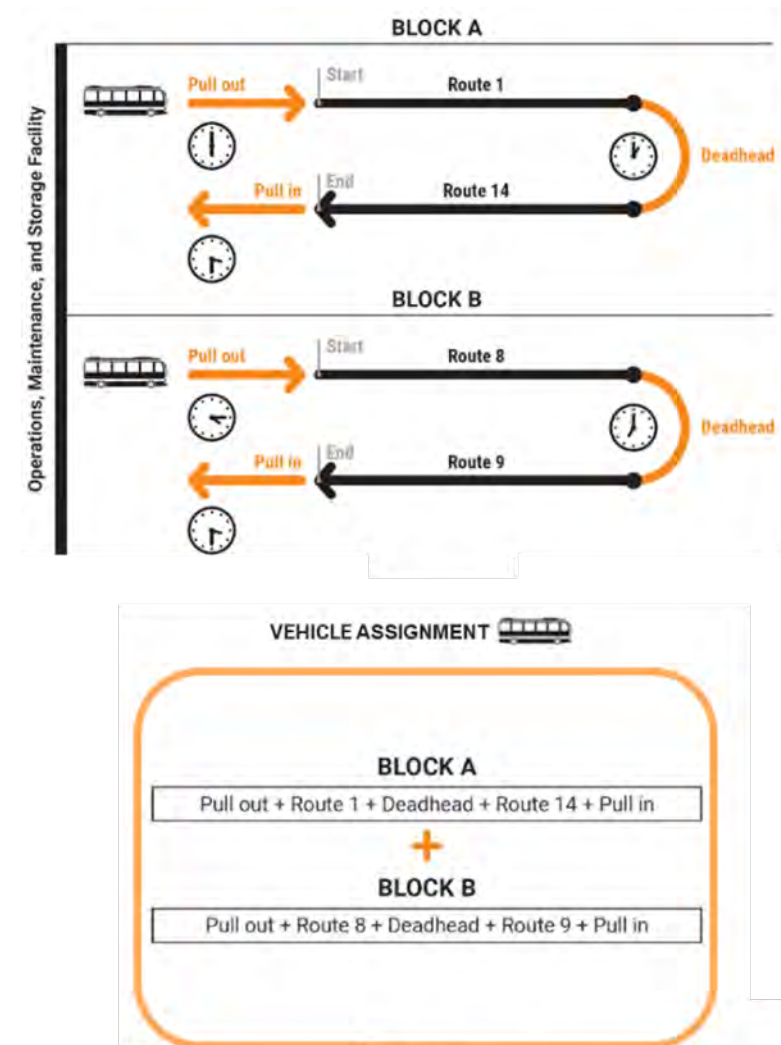 BLOCK A
Operations, Maintenance, and Storage Facility
Pull out
Start
Route 1
Deadhead
Pull in
End
Route 14
BLOCK B
Pull out
Start
Route 8
Deadhead
Pull in
End
Route 9
VEHICLE ASSIGNMENT
BLOCK A
Pull out + Route 1 + Deadhead + Route 14 + Pull in
+
BLOCK B
Pull out + Route 8 + Deadhead + Route 9 + Pull in